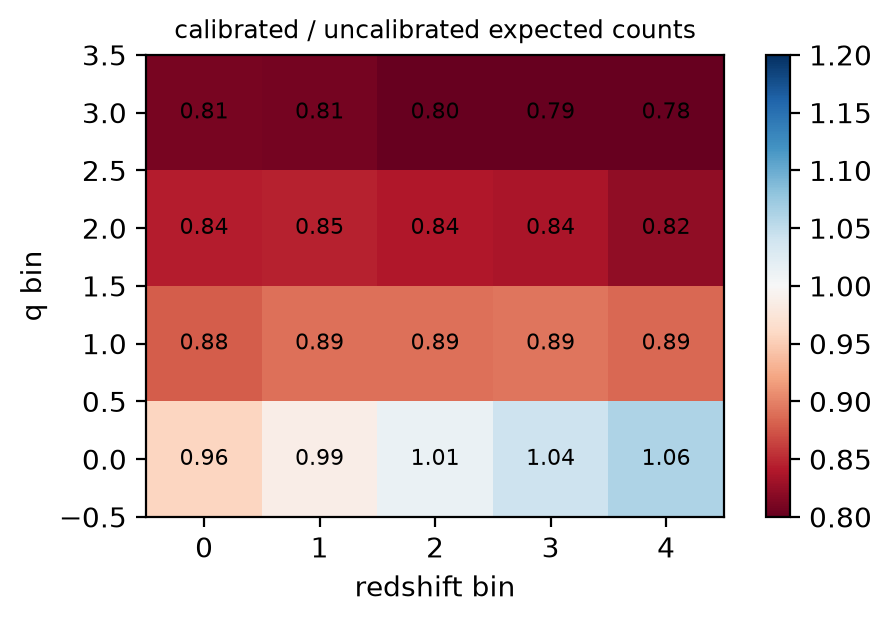 calibrated / uncalibrated expected counts
3.5
3.0
2.5
2.0
1.5
1.0
0.5
0.0
−0.5
q bin
0.81 0.81 0.80 0.79 0.78
0.84 0.85 0.84 0.84 0.82
0.88 0.89 0.89 0.89 0.89
0.96 0.99 1.01 1.04 1.06
0 1 2 3 4
redshift bin
1.20
1.15
1.10
1.05
1.00
0.95
0.90
0.85
0.80